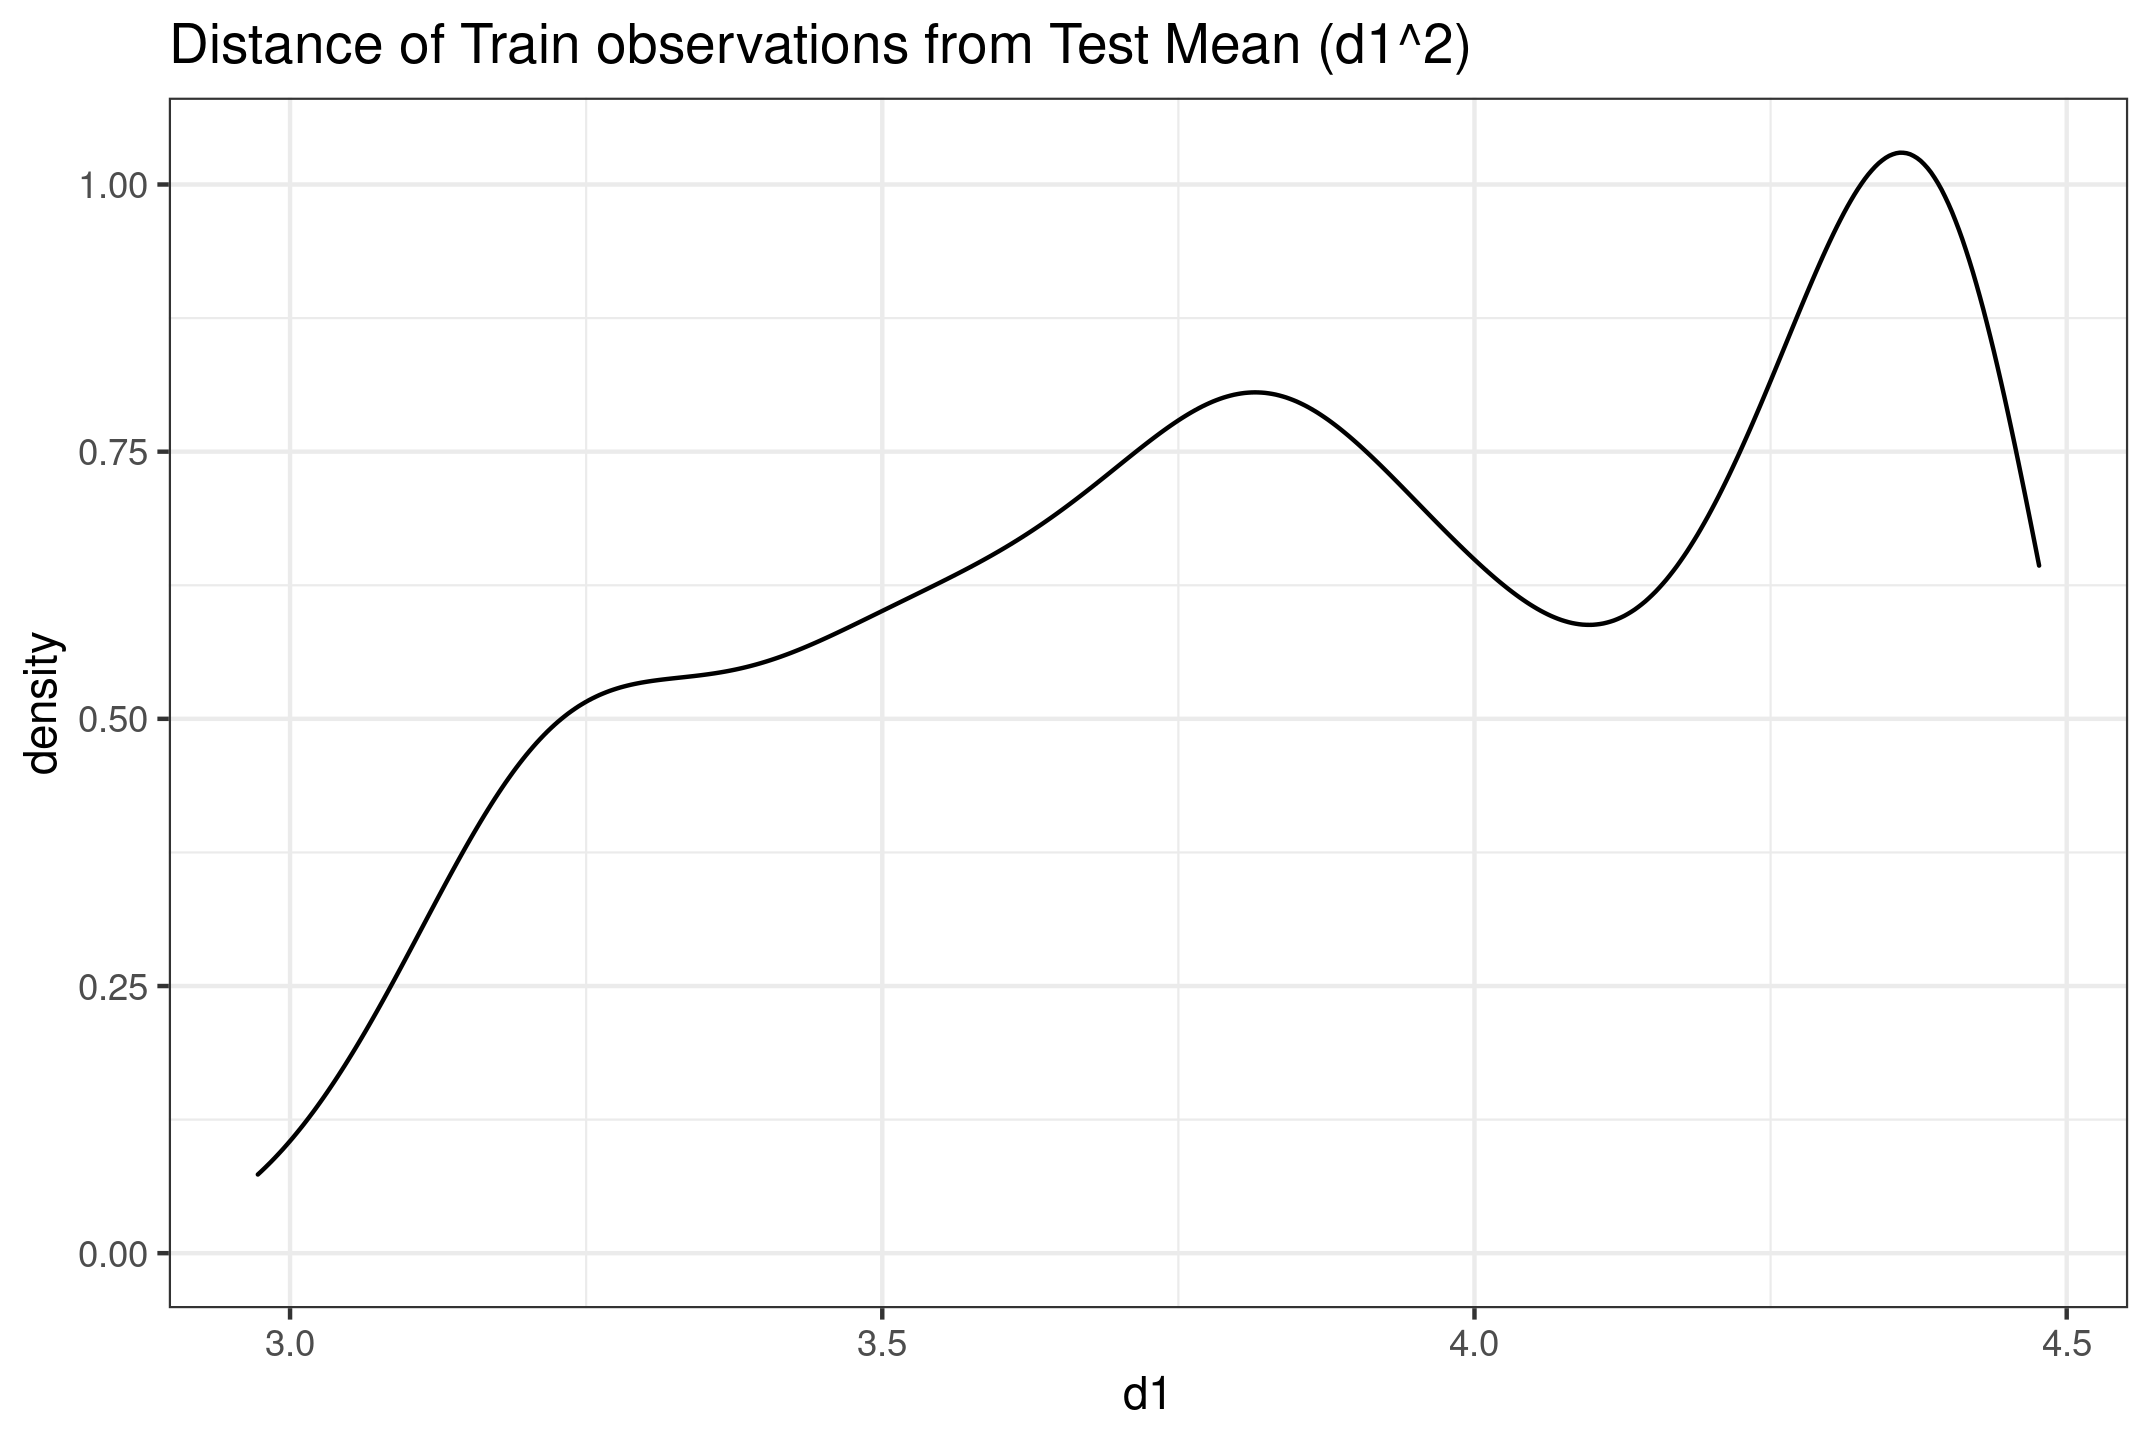 Distance of Train observations from Test Mean (d1^2)
1.00
0.75
0.50
0.25
0.00
density
3.0 3.5 4.0 4.5
d1